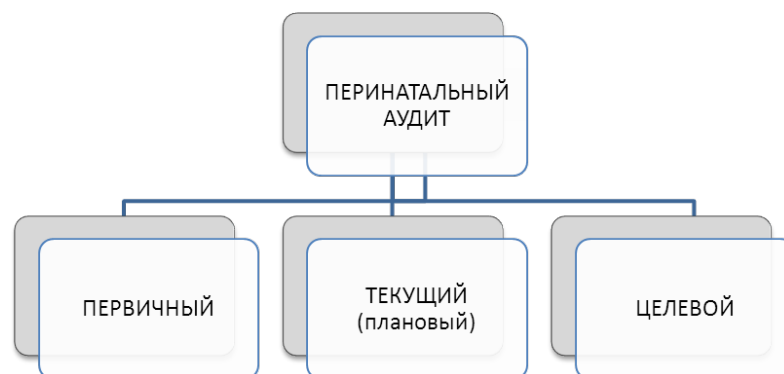 ПЕРИНАТАЛЬНЫЙ
АУДИТ
ПЕРВИЧНЫЙ
ТЕКУЩИЙ
(плановый)
ЦЕЛЕВОЙ